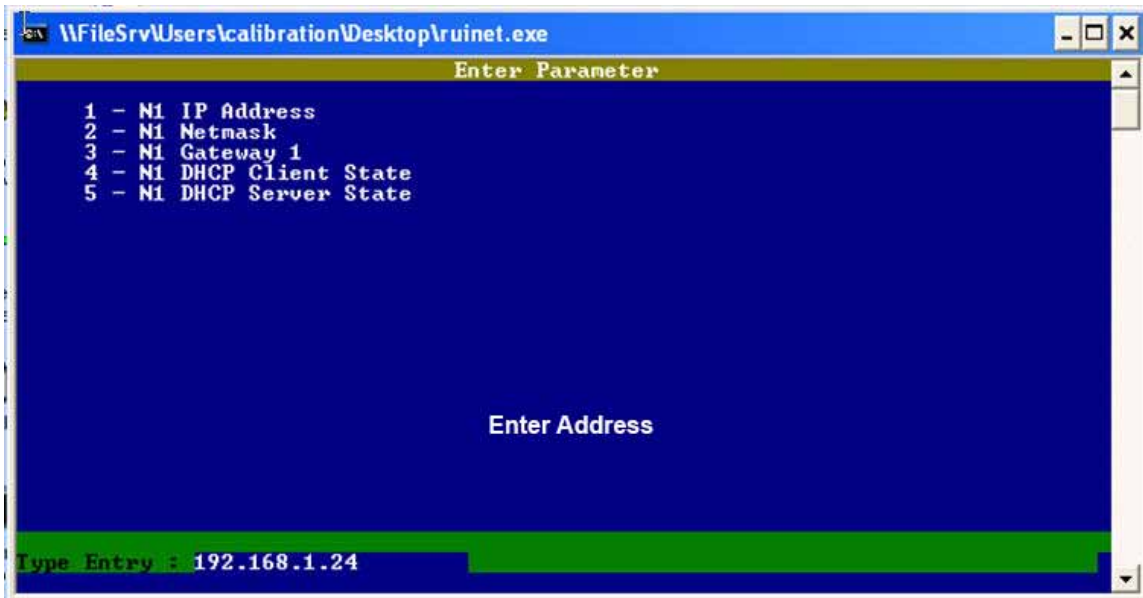 \\FileSrv\Users\calibration\Desktop\ruinet.exe
Enter Parameter
1 - N1 IP Address
2 - N1 Netmask
3 - N1 Gateway 1
4 - N1 DHCP Client State
5 - N1 DHCP Server State
Enter Address
Type Entry : 192.168.1.24